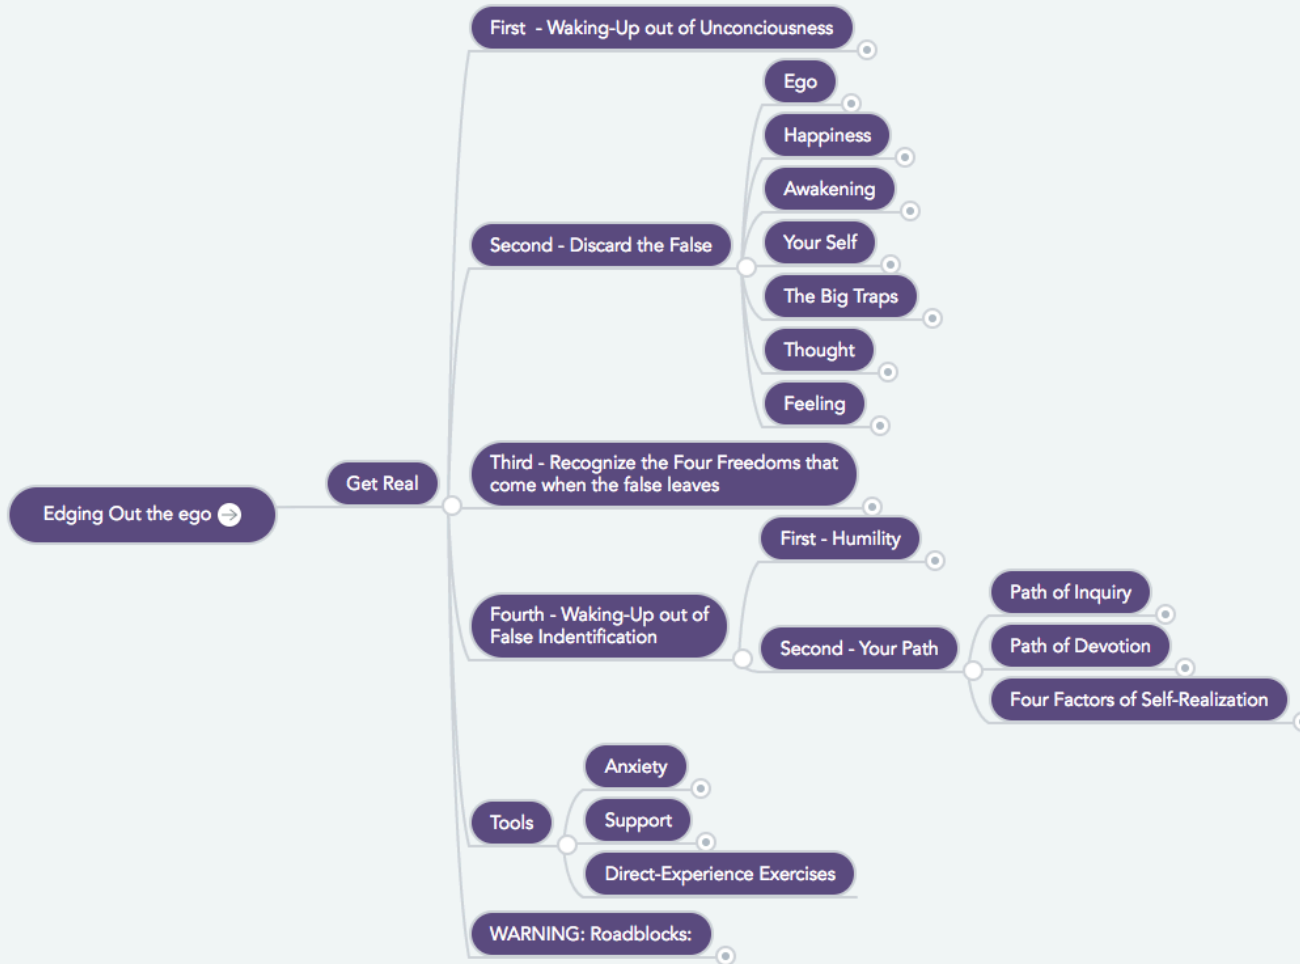 First - Waking-Up out of Unconciousness
Ego
Happiness
Awakening
Second - Discard the False
Your Self
The Big Traps
Thought
Feeling
Third - Recognize the Four Freedoms that
come when the false leaves
Get Real
Edging Out the ego
First - Humility
Fourth - Waking-Up out of
False Indentification
Second - Your Path
Path of Inquiry
Path of Devotion
Four Factors of Self-Realization
Anxiety
Tools
Support
Direct-Experience Exercises
WARNING: Roadblocks: